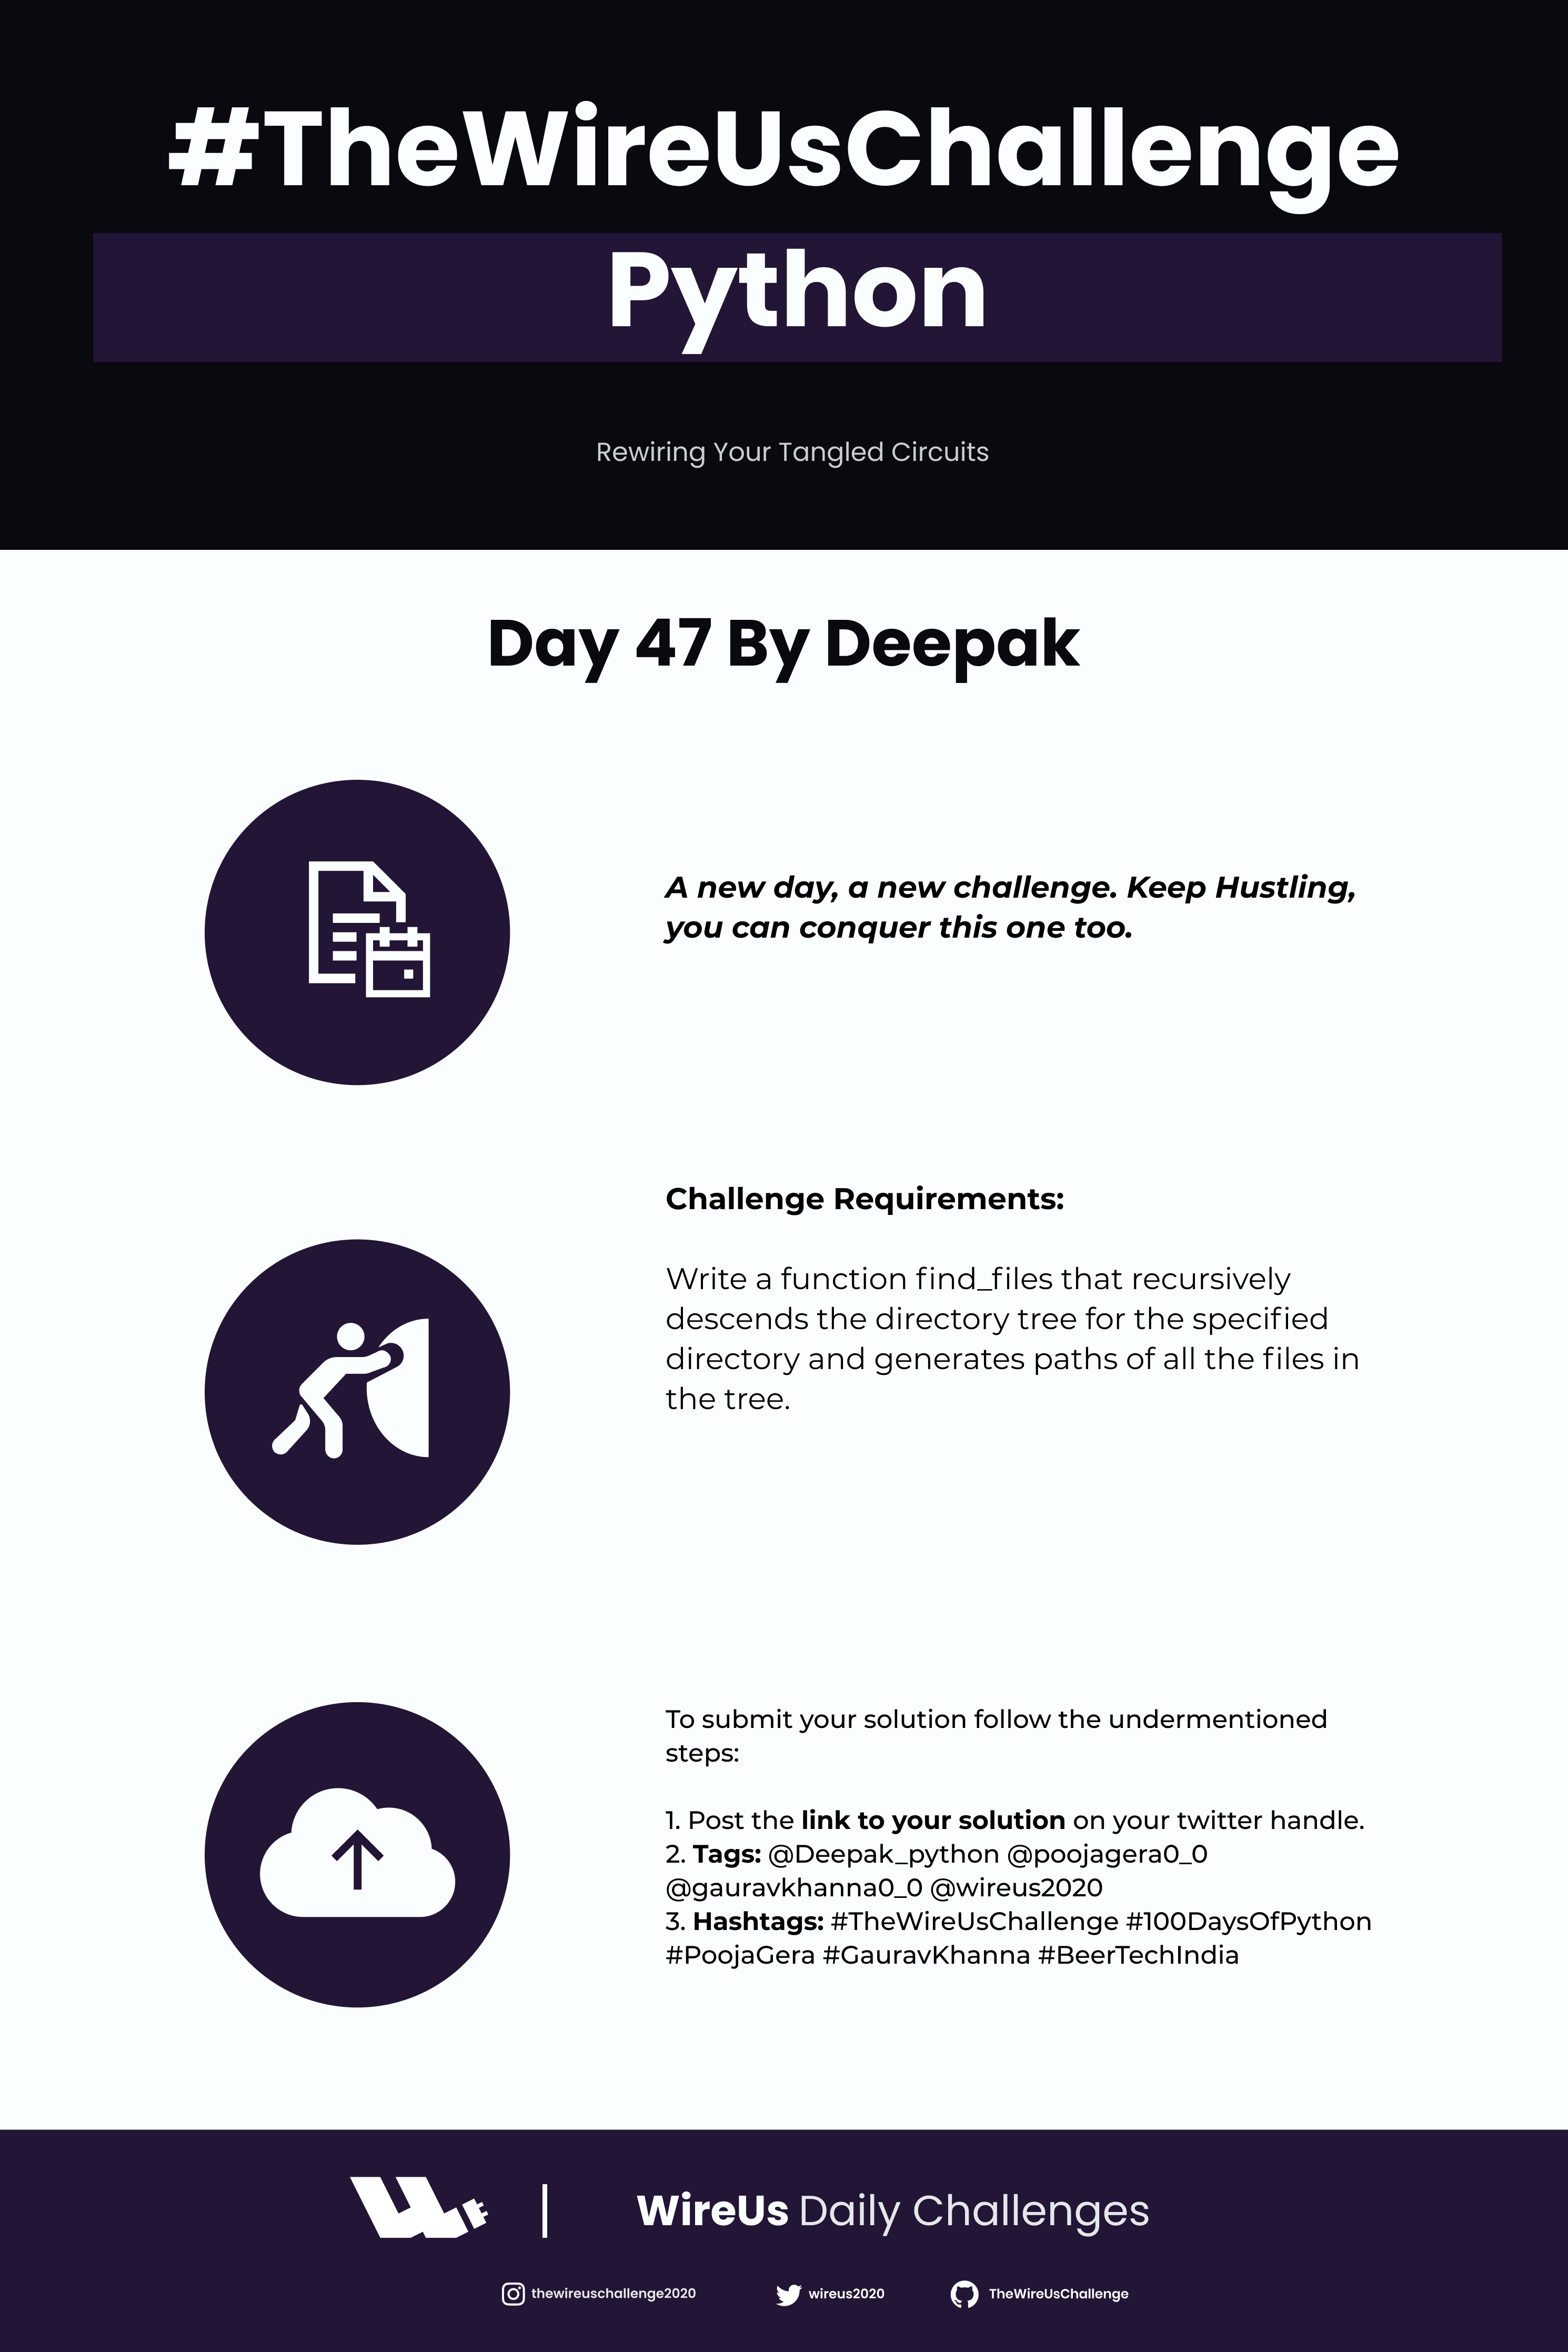 #TheWireUsChallenge
Python
Rewiring Your Tangled Circuits
Day 47 By Deepak
A new day, a new challenge. Keep Hustling,
you can conquer this one too.
Challenge Requirements:
Write a function find_files that recursively
descends the directory tree for the specified
directory and generates paths of all the files in
the tree.
To submit your solution follow the undermentioned
steps:
1. Post the link to your solution on your twitter handle.
2. Tags: @Deepak_python @poojagera0_0
@gauravkhanna0_0 @wireus2020
3. Hashtags: #TheWireUsChallenge #100DaysOfPython
#PoojaGera #GauravKhanna #BeerTechIndia
WireUs Daily Challenges
thewireuschallenge2020 wireus2020 TheWireUsChallenge